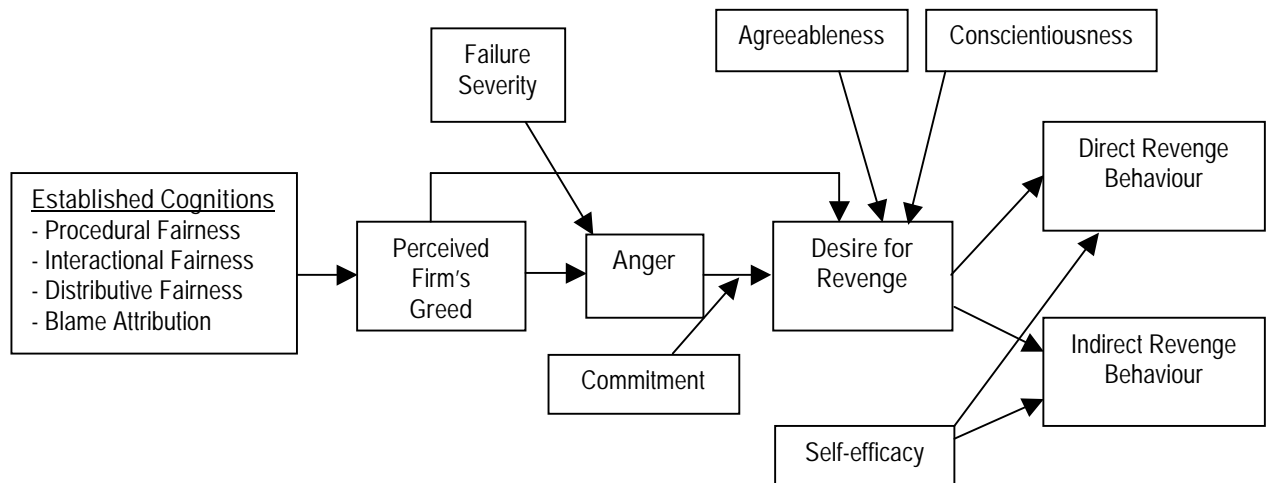 Agreeableness
Conscientiousness
Failure
Severity
Direct Revenge
Behaviour
Established Cognitions
- Procedural Fairness
- Interactional Fairness
- Distributive Fairness
- Blame Attribution
Perceived
Firm's
Greed
Anger
Desire for
Revenge
Commitment
Indirect Revenge
Behaviour
Self-efficacy